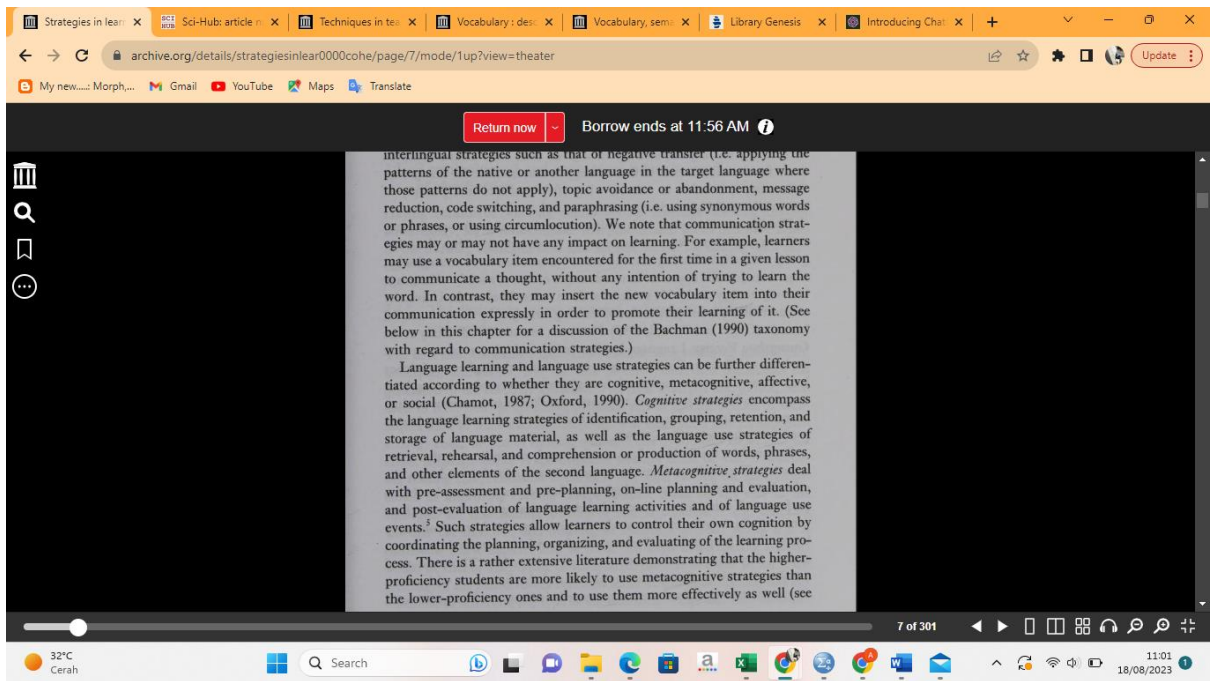 Strategies in lear
SCI HUB Sci-Hub: article n
Techniques in tea
Vocabulary : desc
Vocabulary, sema
Library Genesis
Introducing Chat
archive.org/details/strategiesinlear0000cohe/page/7/mode/1up?view=theater
Update
My new.....: Morph,... Gmail YouTube Maps Translate
Return now Borrow ends at 11:56 AM
interlingual strategies such as that of negative transfer (i.e. applying the
patterns of the native or another language in the target language where
those patterns do not apply), topic avoidance or abandonment, message
reduction, code switching, and paraphrasing (i.e. using synonymous words
or phrases, or using circumlocution). We note that communication strat-
egies may or may not have any impact on learning. For example, learners
may use a vocabulary item encountered for the first time in a given lesson
to communicate a thought, without any intention of trying to learn the
word. In contrast, they may insert the new vocabulary item into their
communication expressly in order to promote their learning of it. (See
below in this chapter for a discussion of the Bachman (1990) taxonomy
with regard to communication strategies.)
Language learning and language use strategies can be further differen-
tiated according to whether they are cognitive, metacognitive, affective,
or social (Chamot, 1987; Oxford, 1990). Cognitive strategies encompass
the language learning strategies of identification, grouping, retention, and
storage of language material, as well as the language use strategies of
retrieval, rehearsal, and comprehension or production of words, phrases,
and other elements of the second language. Metacognitive strategies deal
with pre-assessment and pre-planning, on-line planning and evaluation,
and post-evaluation of language learning activities and of language use
events.⁵ Such strategies allow learners to control their own cognition by
coordinating the planning, organizing, and evaluating of the learning pro-
cess. There is a rather extensive literature demonstrating that the higher-
proficiency students are more likely to use metacognitive strategies than
the lower-proficiency ones and to use them more effectively as well (see
7 of 301
32°C
Cerah
Search
11:01
18/08/2023
1